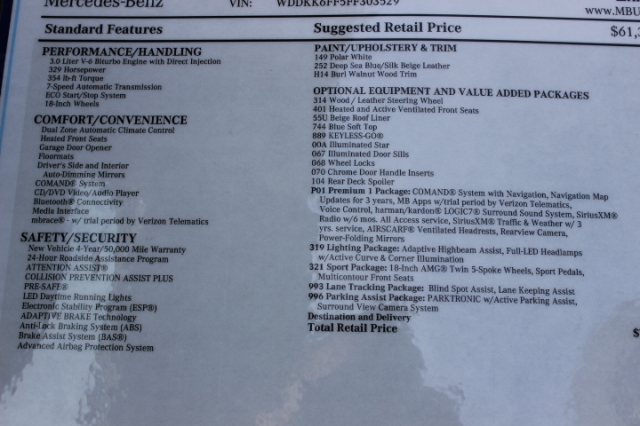 Mercedes-Benz VIN: WDDKK6FF5FF303529
www.MBU
Standard Features Suggested Retail Price $61,
PERFORMANCE/HANDLING
3.0 Liter V-6 Biturbo Engine with Direct Injection
329 Horsepower
354 lb-ft Torque
7-Speed Automatic Transmission
ECO Start/Stop System
18-Inch Wheels
COMFORT/CONVENIENCE
Dual Zone Automatic Climate Control
Heated Front Seats
Garage Door Opener
Floormats
Driver's Side and Interior
Auto-Dimming Mirrors
COMAND® System
CD/DVD Video/Audio Player
Bluetooth® Connectivity
Media Interface
mbrace® - w/ trial period by Verizon Telematics
SAFETY/SECURITY
New Vehicle 4-Year/50,000 Mile Warranty
24-Hour Roadside Assistance Program
ATTENTION ASSIST®
COLLISION PREVENTION ASSIST PLUS
PRE-SAFE®
LED Daytime Running Lights
Electronic Stability Program (ESP®)
ADAPTIVE BRAKE Technology
Anti-Lock Braking System (ABS)
Brake Assist System (BAS®)
Advanced Airbag Protection System
PAINT/UPHOLSTERY & TRIM
149 Polar White
252 Deep Sea Blue/Silk Beige Leather
H14 Burl Walnut Wood Trim
OPTIONAL EQUIPMENT AND VALUE ADDED PACKAGES
314 Wood / Leather Steering Wheel
401 Heated and Active Ventilated Front Seats
55U Beige Roof Liner
744 Blue Soft Top
889 KEYLESS-GO®
00A Illuminated Star
067 Illuminated Door Sills
068 Wheel Locks
070 Chrome Door Handle Inserts
104 Rear Deck Spoiler
P01 Premium 1 Package: COMAND® System with Navigation, Navigation Map
Updates for 3 years, MB Apps w/trial period by Verizon Telematics,
Voice Control, harman/kardon® LOGIC7® Surround Sound System, SiriusXM®
Radio w/6 mos. All Access service, SiriusXM® Traffic & Weather w/ 3
yrs. service, AIRSCARF® Ventilated Headrests, Rearview Camera,
Power-Folding Mirrors
319 Lighting Package: Adaptive Highbeam Assist, Full-LED Headlamps
w/Active Curve & Corner Illumination
321 Sport Package: 18-Inch AMG® Twin 5-Spoke Wheels, Sport Pedals,
Multicontour Front Seats
993 Lane Tracking Package: Blind Spot Assist, Lane Keeping Assist
996 Parking Assist Package: PARKTRONIC w/Active Parking Assist,
Surround View Camera System
Destination and Delivery
Total Retail Price $